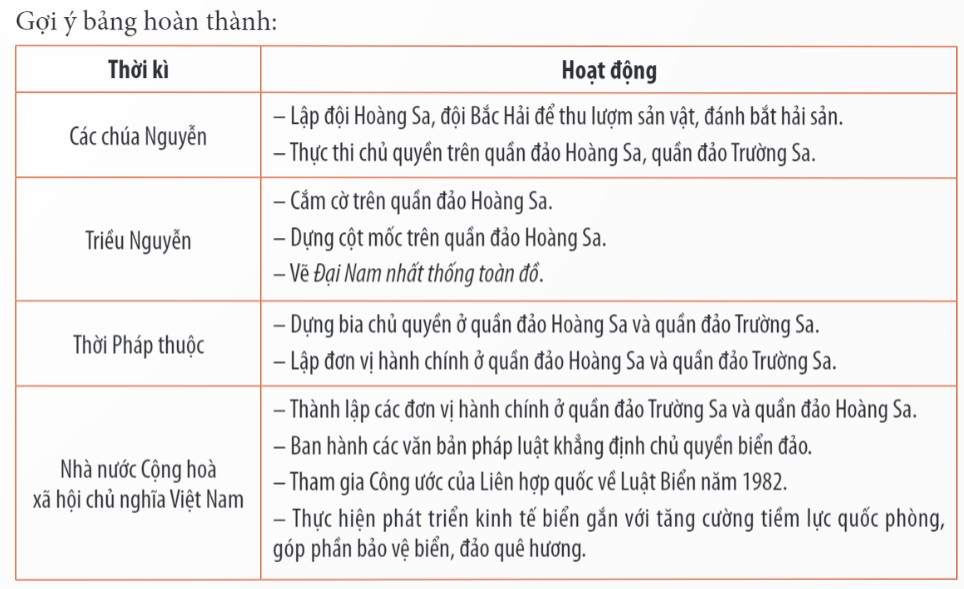 Gợi ý bảng hoàn thành:
Thời kì
Hoạt động
Các chúa Nguyễn
– Lập đội Hoàng Sa, đội Bắc Hải để thu lượm sản vật, đánh bắt hải sản.
– Thực thi chủ quyền trên quần đảo Hoàng Sa, quần đảo Trường Sa.
Triều Nguyễn
– Cắm cờ trên quần đảo Hoàng Sa.
– Dựng cột mốc trên quần đảo Hoàng Sa.
– Vẽ Đại Nam nhất thống toàn đồ.
Thời Pháp thuộc
– Dựng bia chủ quyền ở quần đảo Hoàng Sa và quần đảo Trường Sa.
– Lập đơn vị hành chính ở quần đảo Hoàng Sa và quần đảo Trường Sa.
Nhà nước Cộng hoà
xã hội chủ nghĩa Việt Nam
– Thành lập các đơn vị hành chính ở quần đảo Trường Sa và quần đảo Hoàng Sa.
– Ban hành các văn bản pháp luật khẳng định chủ quyền biển đảo.
– Tham gia Công ước của Liên hợp quốc về Luật Biển năm 1982.
– Thực hiện phát triển kinh tế biển gắn với tăng cường tiềm lực quốc phòng,
góp phần bảo vệ biển, đảo quê hương.